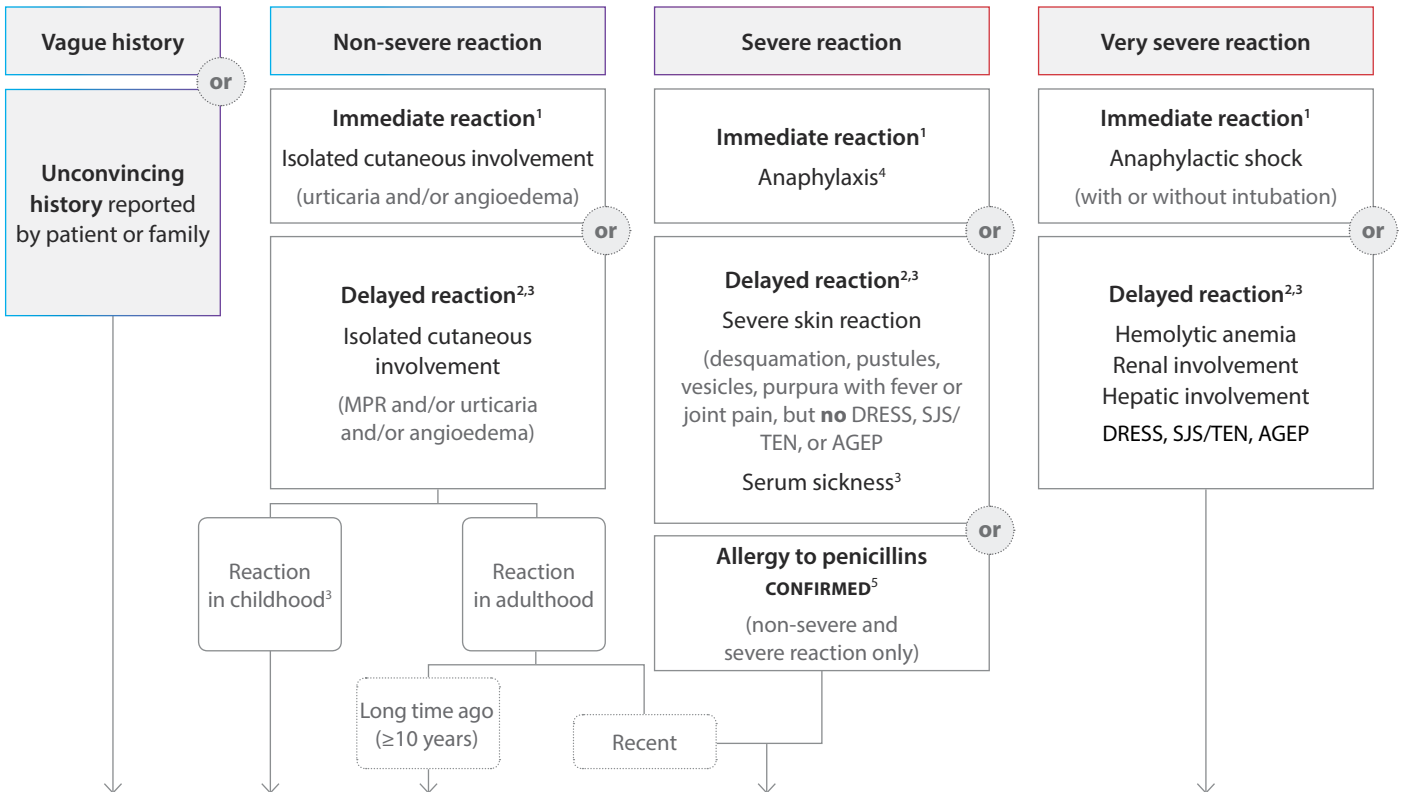 Vague history
or
Unconvincing
history reported
by patient or family
Non-severe reaction
Immediate reaction¹
Isolated cutaneous involvement
(urticaria and/or angioedema)
or
Delayed reaction²,³
Isolated cutaneous
involvement
(MPR and/or urticaria
and/or angioedema)
Reaction
in childhood³
Reaction
in adulthood
Long time ago
(≥10 years)
Recent
Severe reaction
Immediate reaction¹
Anaphylaxis⁴
or
Delayed reaction²,³
Severe skin reaction
(desquamation, pustules,
vesicles, purpura with fever or
joint pain, but no DRESS, SJS/
TEN, or AGEP
Serum sickness³
or
Allergy to penicillins
CONFIRMED⁵
(non-severe and
severe reaction only)
Very severe reaction
Immediate reaction¹
Anaphylactic shock
(with or without intubation)
or
Delayed reaction²,³
Hemolytic anemia
Renal involvement
Hepatic involvement
DRESS, SJS/TEN, AGEP